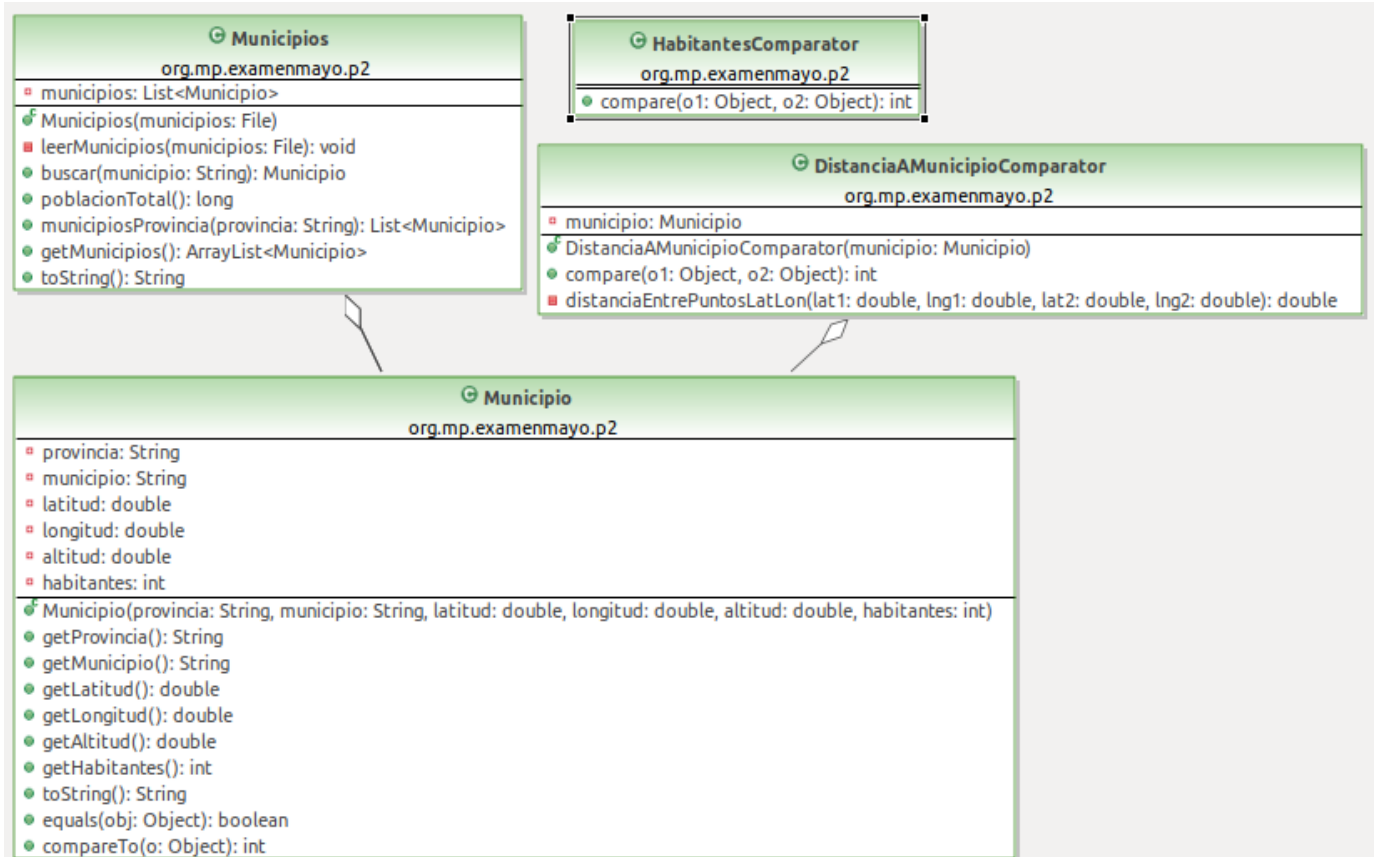 Municipios
org.mp.examenmayo.p2
municipios: List<Municipio>
Municipios(municipios: File)
leerMunicipios(municipios: File): void
buscar(municipio: String): Municipio
poblacionTotal(): long
municipiosProvincia(provincia: String): List<Municipio>
getMunicipios(): ArrayList<Municipio>
toString(): String
HabitantesComparator
org.mp.examenmayo.p2
compare(o1: Object, o2: Object): int
DistanciaAMunicipioComparator
org.mp.examenmayo.p2
municipio: Municipio
DistanciaAMunicipioComparator(municipio: Municipio)
compare(o1: Object, o2: Object): int
distanciaEntrePuntosLatLon(lat1: double, lng1: double, lat2: double, lng2: double): double
Municipio
org.mp.examenmayo.p2
provincia: String
municipio: String
latitud: double
longitud: double
altitud: double
habitantes: int
Municipio(provincia: String, municipio: String, latitud: double, longitud: double, altitud: double, habitantes: int)
getProvincia(): String
getMunicipio(): String
getLatitud(): double
getLongitud(): double
getAltitud(): double
getHabitantes(): int
toString(): String
equals(obj: Object): boolean
compareTo(o: Object): int